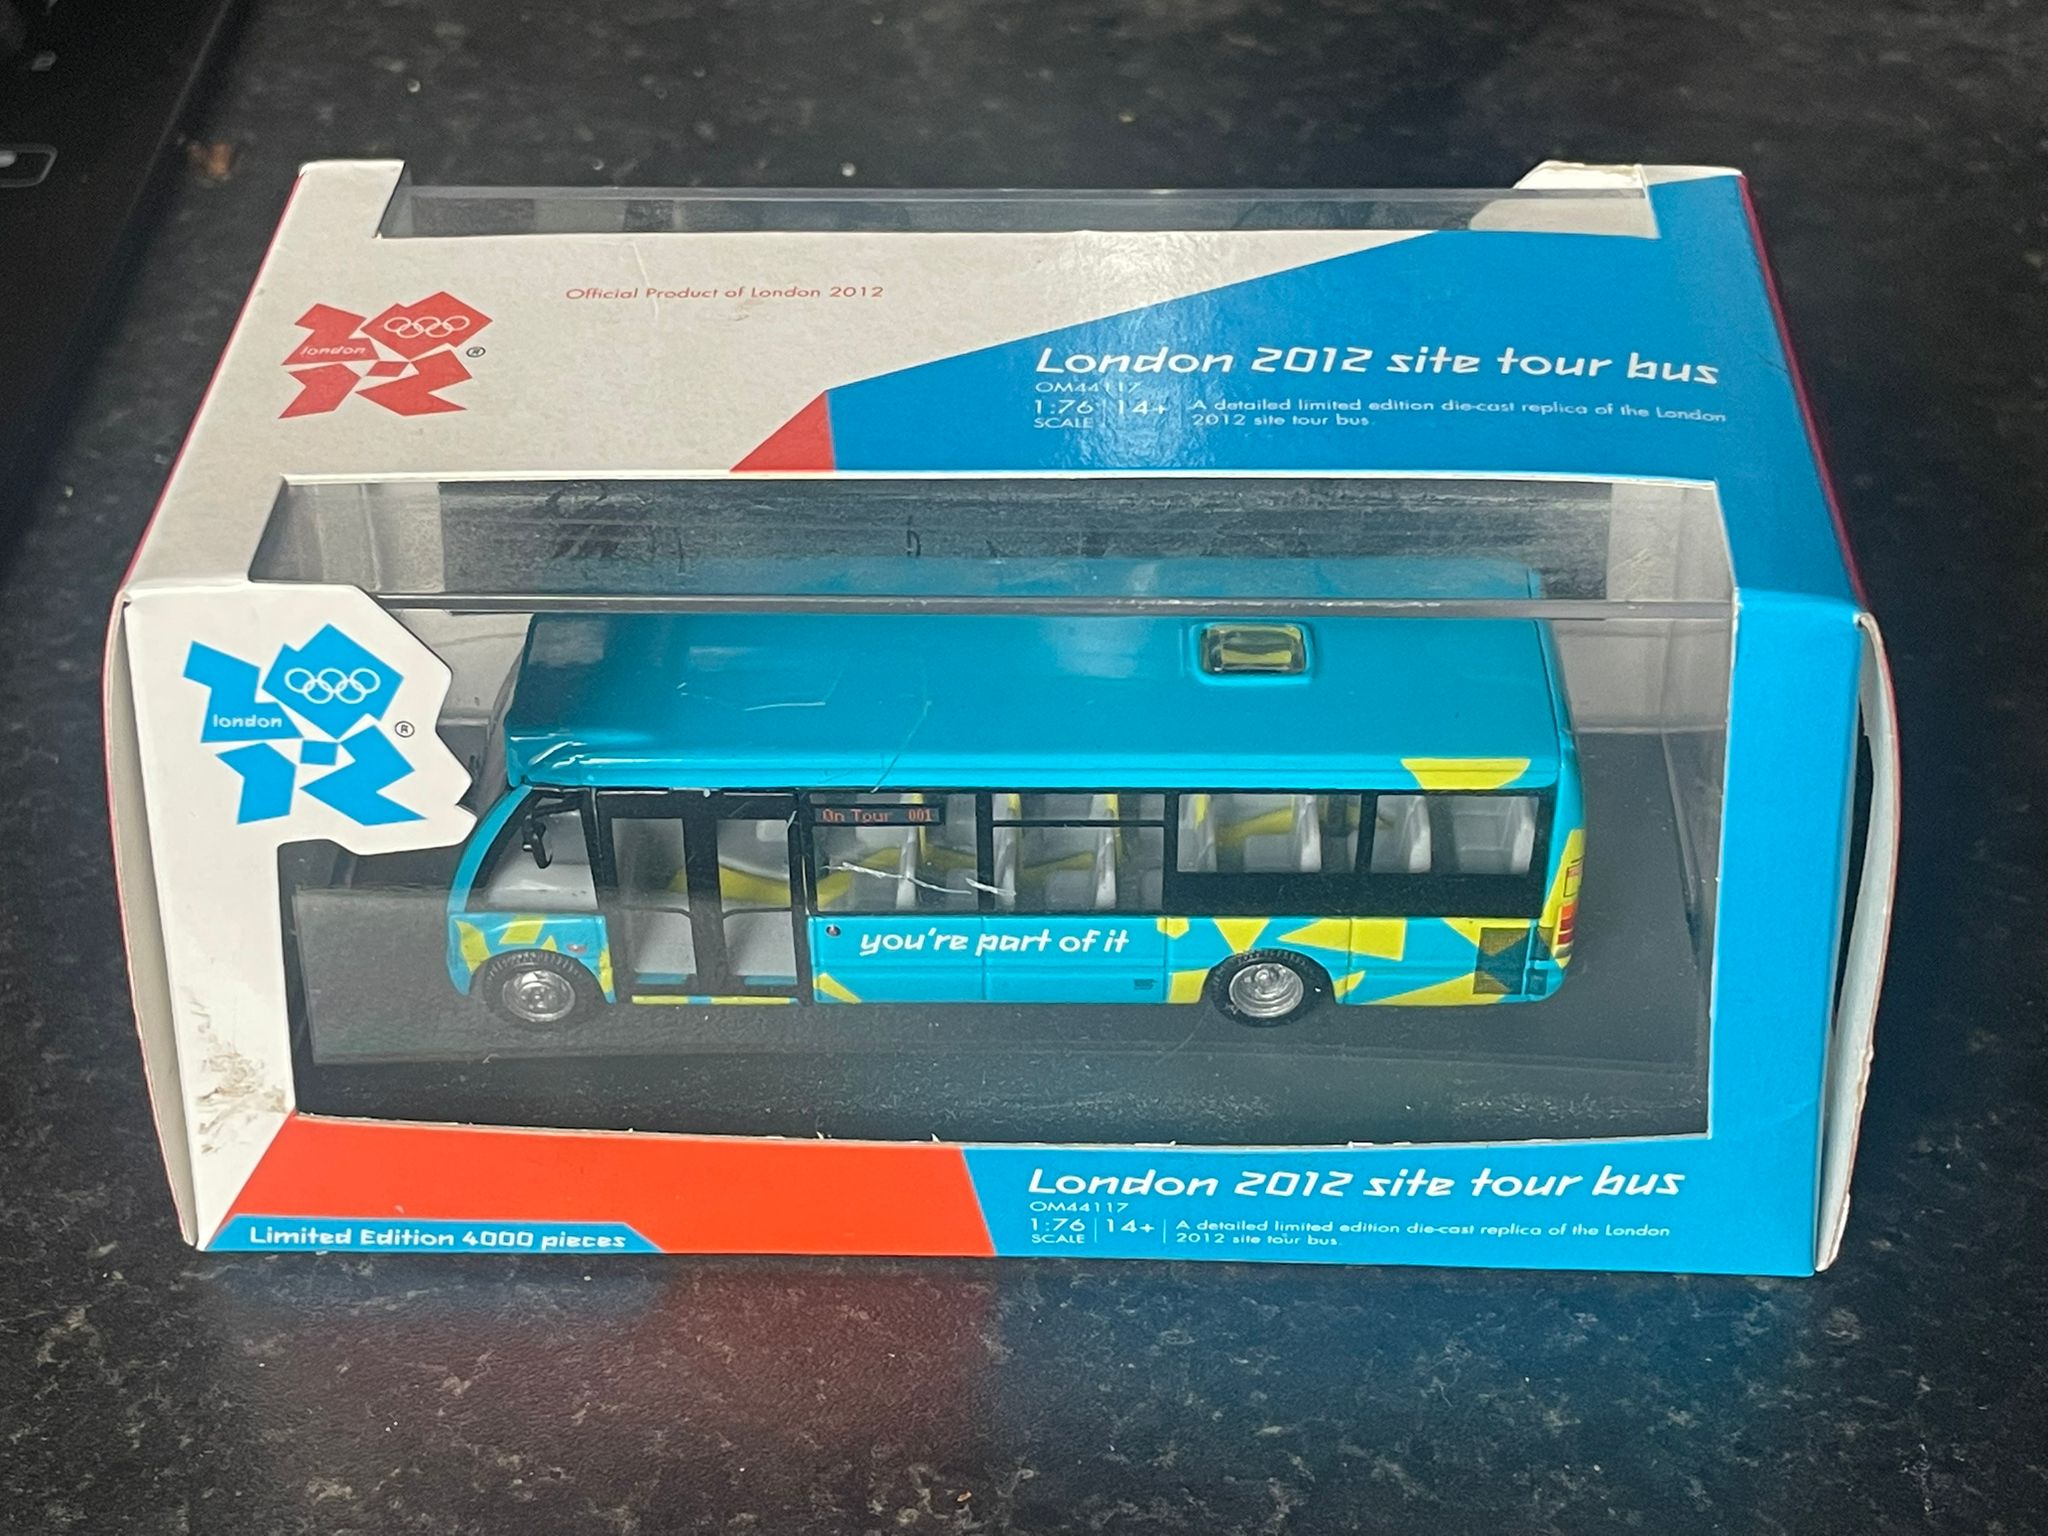 Official Product of London 2012
london
®
London 2012 site tour bus
OM44117
1:76 14+
SCALE
A detailed limited edition die-cast replica of the London
2012 site tour bus.
london
®
On Tour 001
you're part of it
Limited Edition 4000 pieces
London 2012 site tour bus
OM44117
1:76 14+
SCALE
A detailed limited edition die-cast replica of the London
2012 site tour bus.